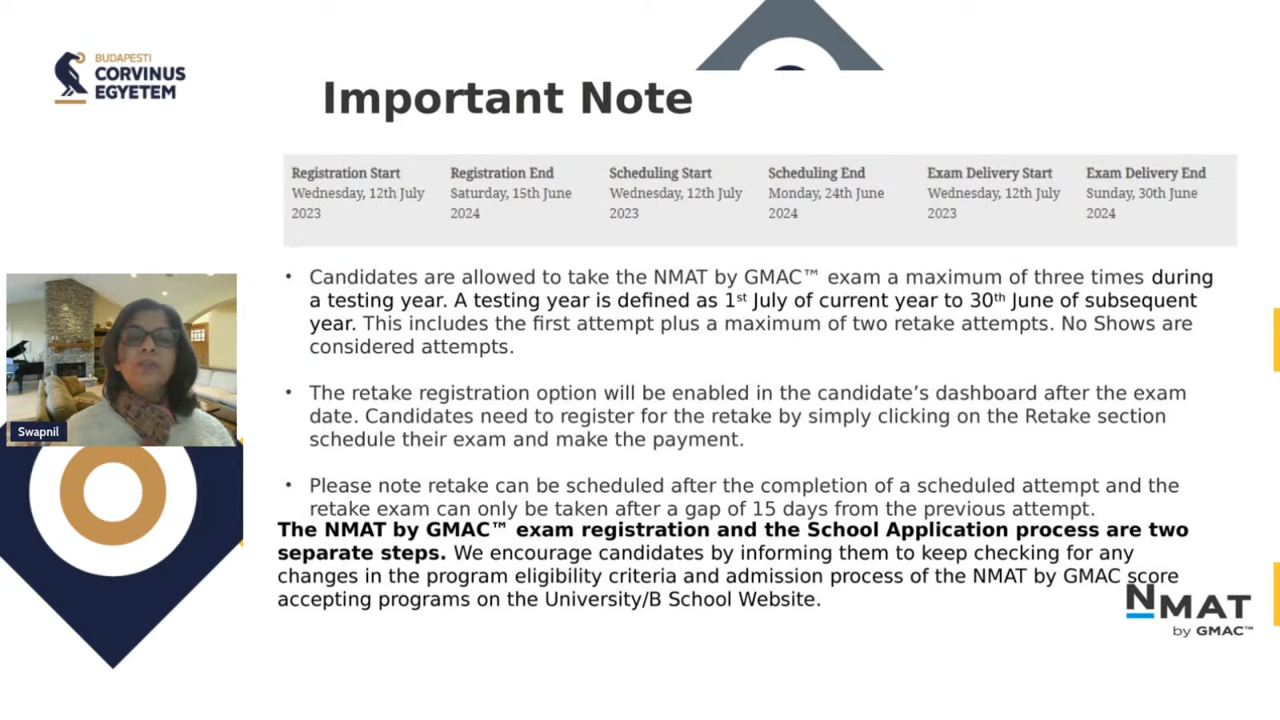 BUDAPESTI
CORVINUS
EGYETEM
Important Note
Registration Start
Wednesday, 12th July
2023
Registration End
Saturday, 15th June
2024
Scheduling Start
Wednesday, 12th July
2023
Scheduling End
Monday, 24th June
2024
Exam Delivery Start
Wednesday, 12th July
2023
Exam Delivery End
Sunday, 30th June
2024
• Candidates are allowed to take the NMAT by GMAC™ exam a maximum of three times during
a testing year. A testing year is defined as 1st July of current year to 30th June of subsequent
year. This includes the first attempt plus a maximum of two retake attempts. No Shows are
considered attempts.
• The retake registration option will be enabled in the candidate’s dashboard after the exam
date. Candidates need to register for the retake by simply clicking on the Retake section
schedule their exam and make the payment.
• Please note retake can be scheduled after the completion of a scheduled attempt and the
retake exam can only be taken after a gap of 15 days from the previous attempt.
The NMAT by GMAC™ exam registration and the School Application process are two
separate steps. We encourage candidates by informing them to keep checking for any
changes in the program eligibility criteria and admission process of the NMAT by GMAC score
accepting programs on the University/B School Website.
Swapnil
NMAT
by GMAC™